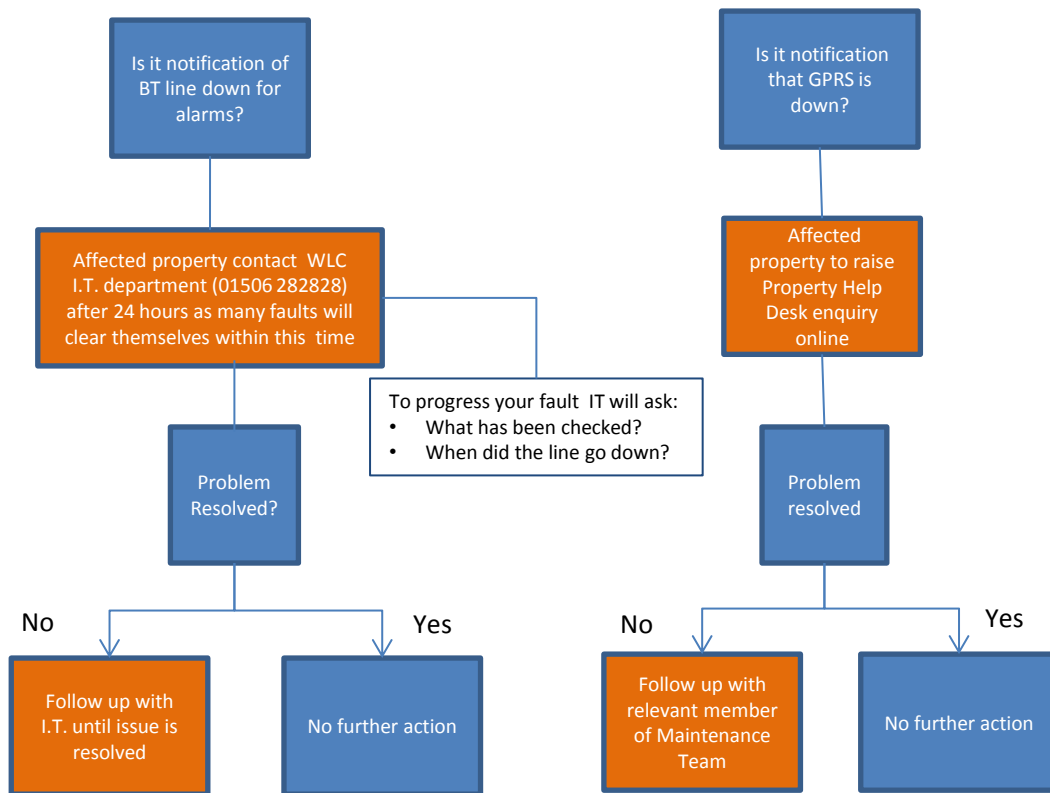 Is it notification of
BT line down for
alarms?
Is it notification
that GPRS is
down?
Affected property contact WLC
I.T. department (01506 282828)
after 24 hours as many faults will
clear themselves within this time
Affected
property to raise
Property Help
Desk enquiry
online
To progress your fault IT will ask:
• What has been checked?
• When did the line go down?
Problem
Resolved?
Problem
resolved
No
Yes
No
Yes
Follow up with
I.T. until issue is
resolved
No further action
Follow up with
relevant member
of Maintenance
Team
No further action